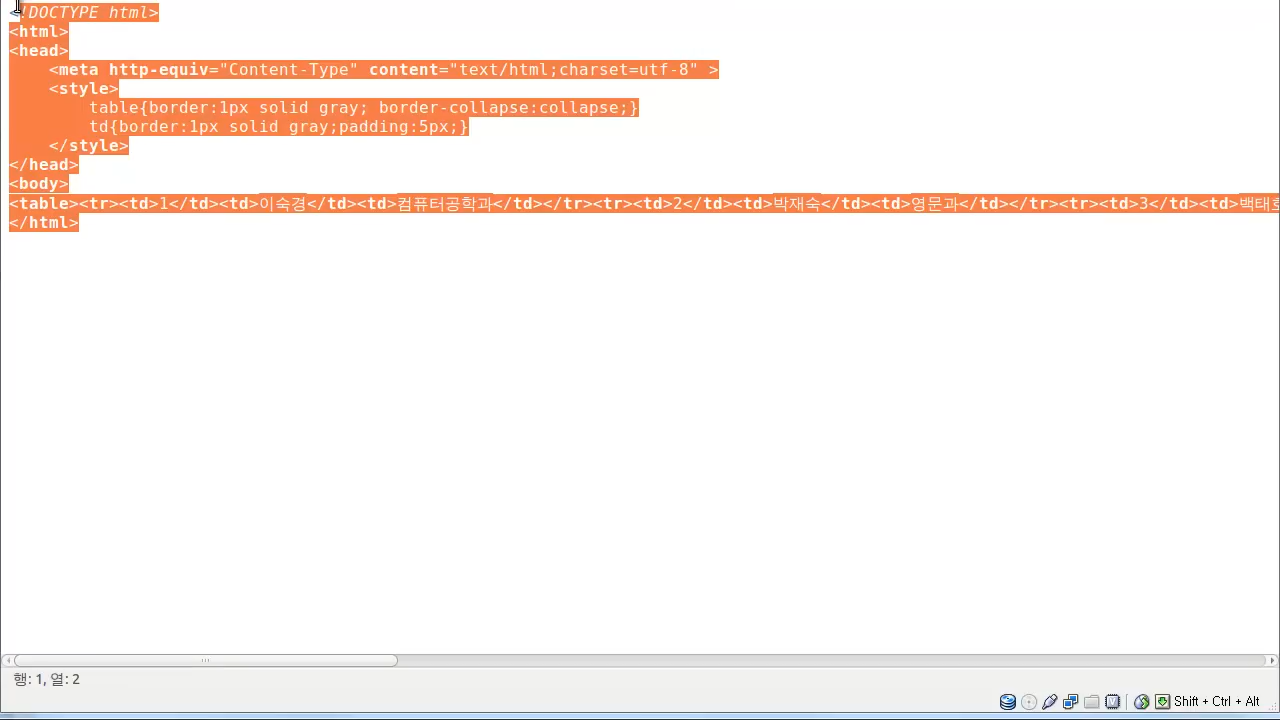 <!DOCTYPE html>
<html>
<head>
    <meta http-equiv="Content-Type" content="text/html;charset=utf-8" >
    <style>
        table{border:1px solid gray; border-collapse:collapse;}
        td{border:1px solid gray;padding:5px;}
    </style>
</head>
<body>
<table><tr><td>1</td><td>이숙경</td><td>컴퓨터공학과</td></tr><tr><td>2</td><td>박재숙</td><td>영문과</td></tr><tr><td>3</td><td>백태호
</html>
행: 1, 열: 2
Shift + Ctrl + Alt